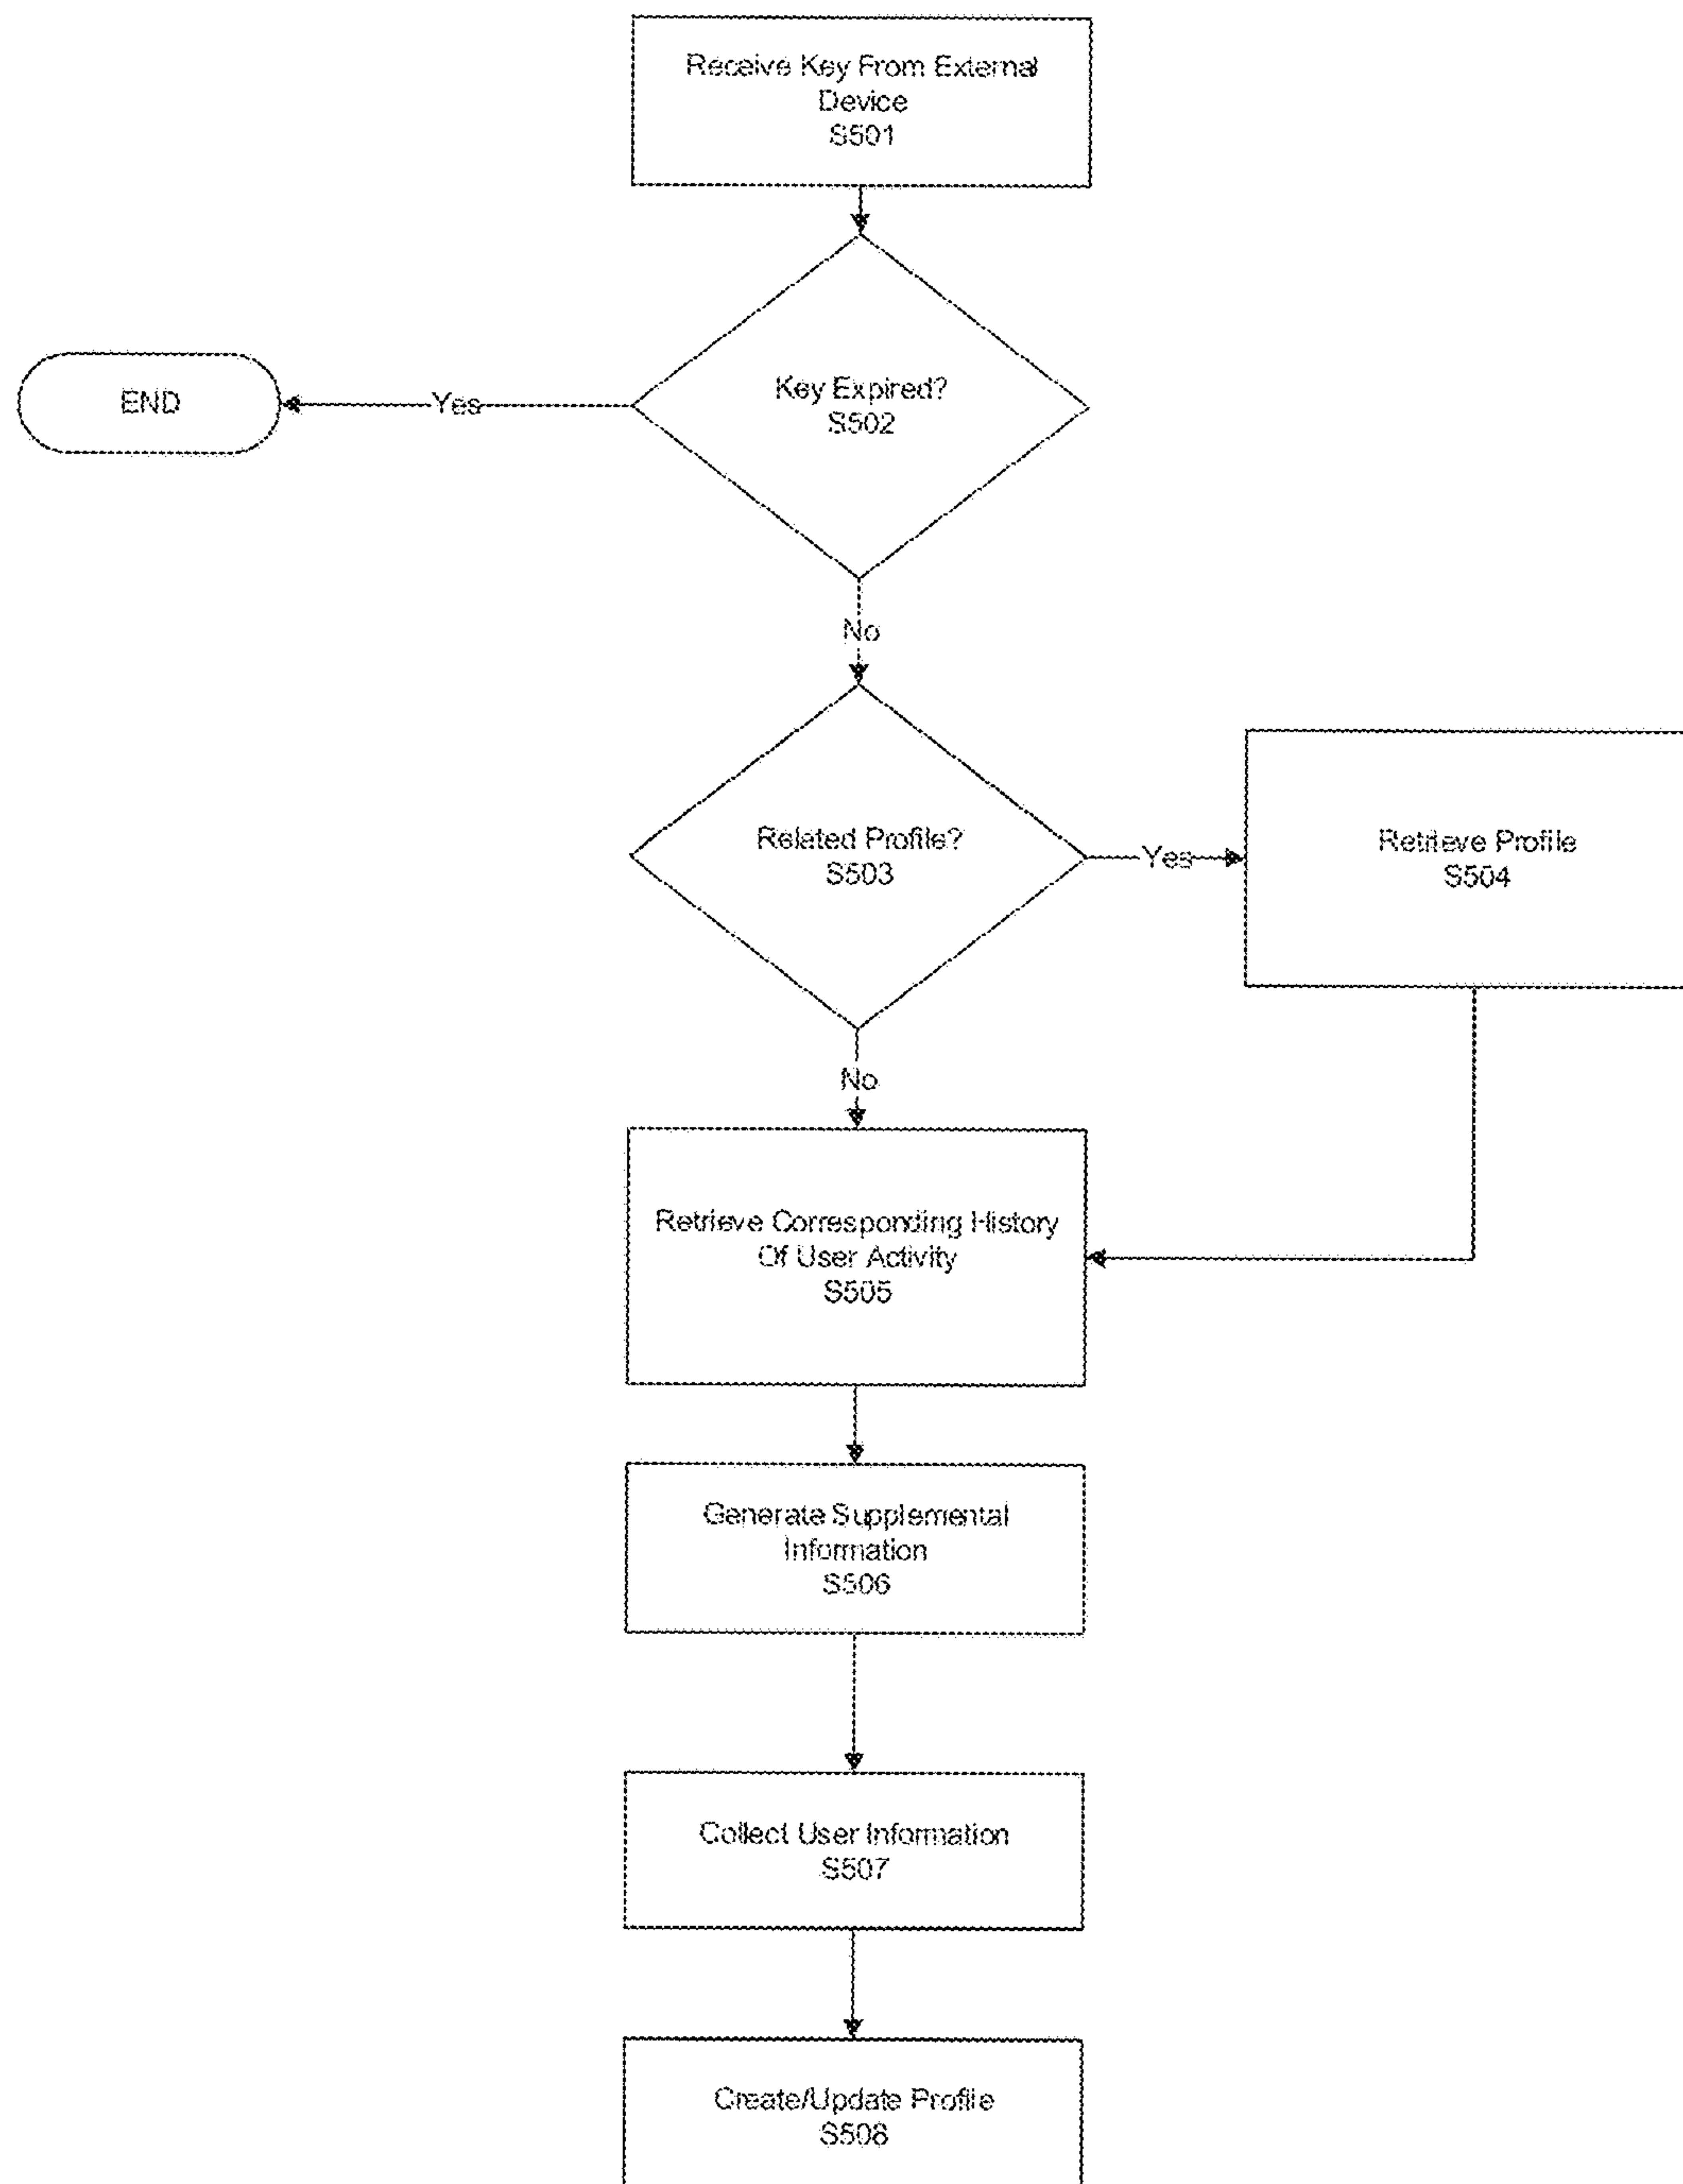 Receive Key From External
Device
S501
Key Expired?
S502
Yes
END
No
Related Profile?
S503
Yes
Retrieve Profile
S504
No
Retrieve Corresponding History
Of User Activity
S505
Generate Supplemental
Information
S506
Collect User Information
S507
Create/Update Profile
S508